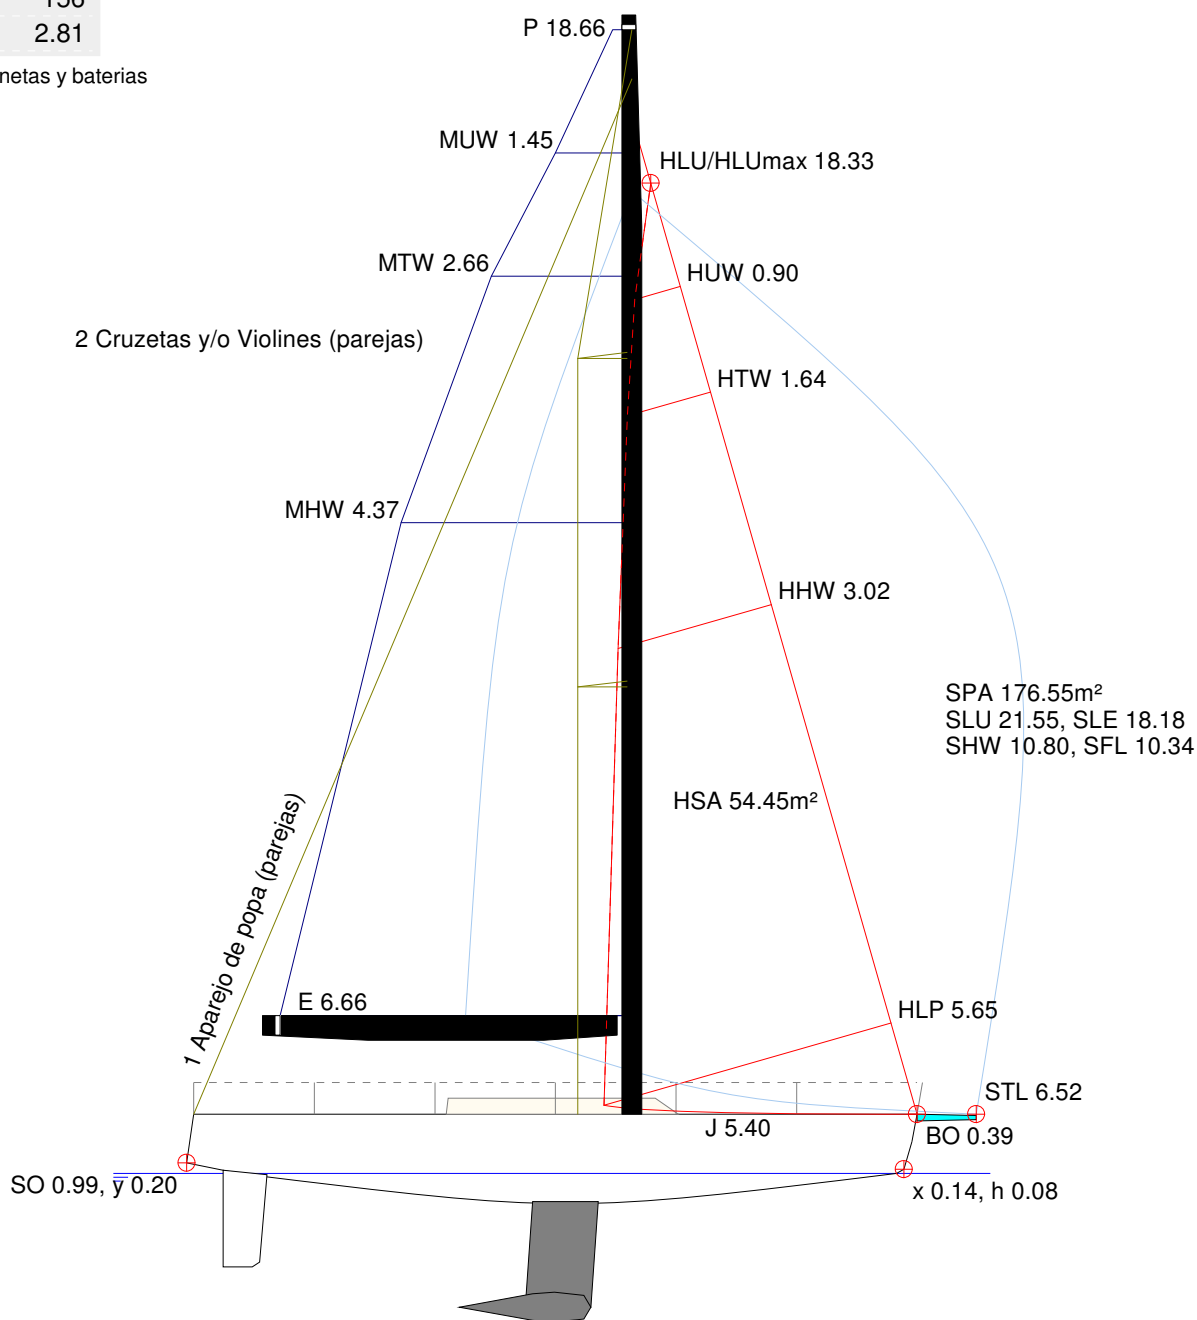 2.81
netas y baterias
P 18.66
MUW 1.45
HLU/HLUmax 18.33
MTW 2.66
HUW 0.90
2 Cruzetas y/o Violines (parejas)
HTW 1.64
MHW 4.37
HHW 3.02
SPA 176.55m²
SLU 21.55, SLE 18.18
SHW 10.80, SFL 10.34
HSA 54.45m²
1 Aparejo de popa (parejas)
E 6.66
HLP 5.65
STL 6.52
J 5.40
BO 0.39
SO 0.99, y 0.20
x 0.14, h 0.08